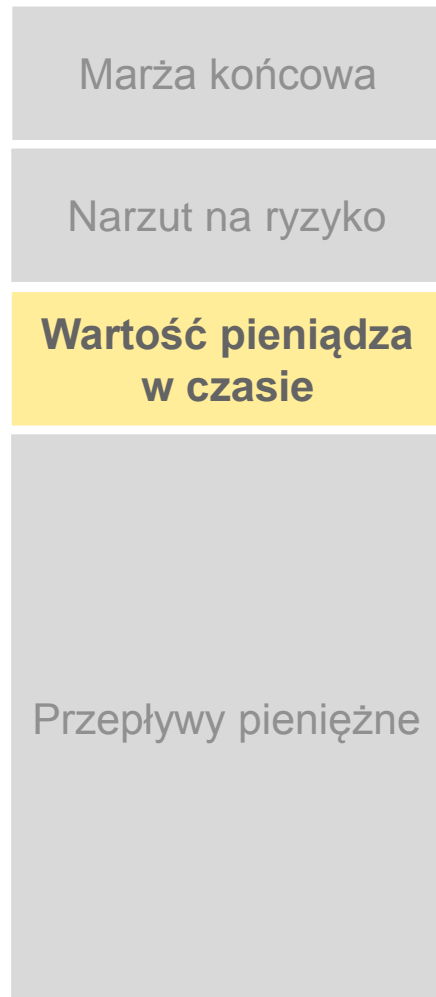 Marża końcowa
Narzut na ryzyko
Wartość pieniądza
w czasie
Przepływy pieniężne